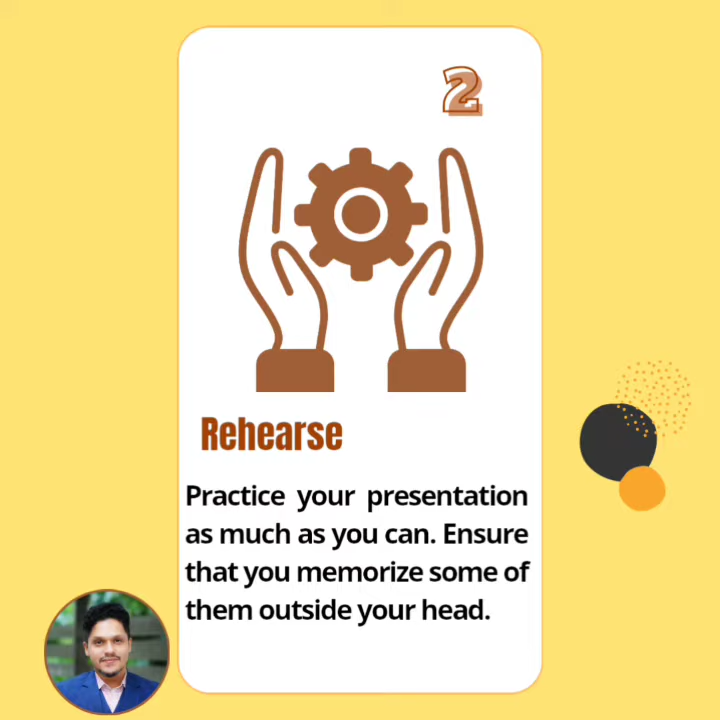 2
Rehearse
Practice your presentation
as much as you can. Ensure
that you memorize some of
them outside your head.